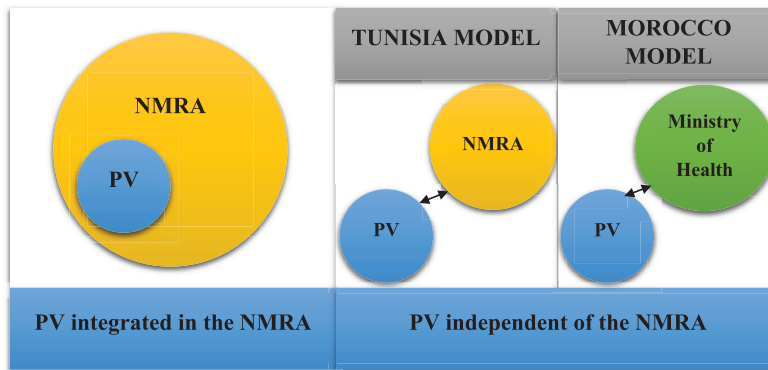 NMRA
PV
PV integrated in the NMRA
TUNISIA MODEL
NMRA
PV
MOROCCO
MODEL
Ministry
of
Health
PV
PV independent of the NMRA